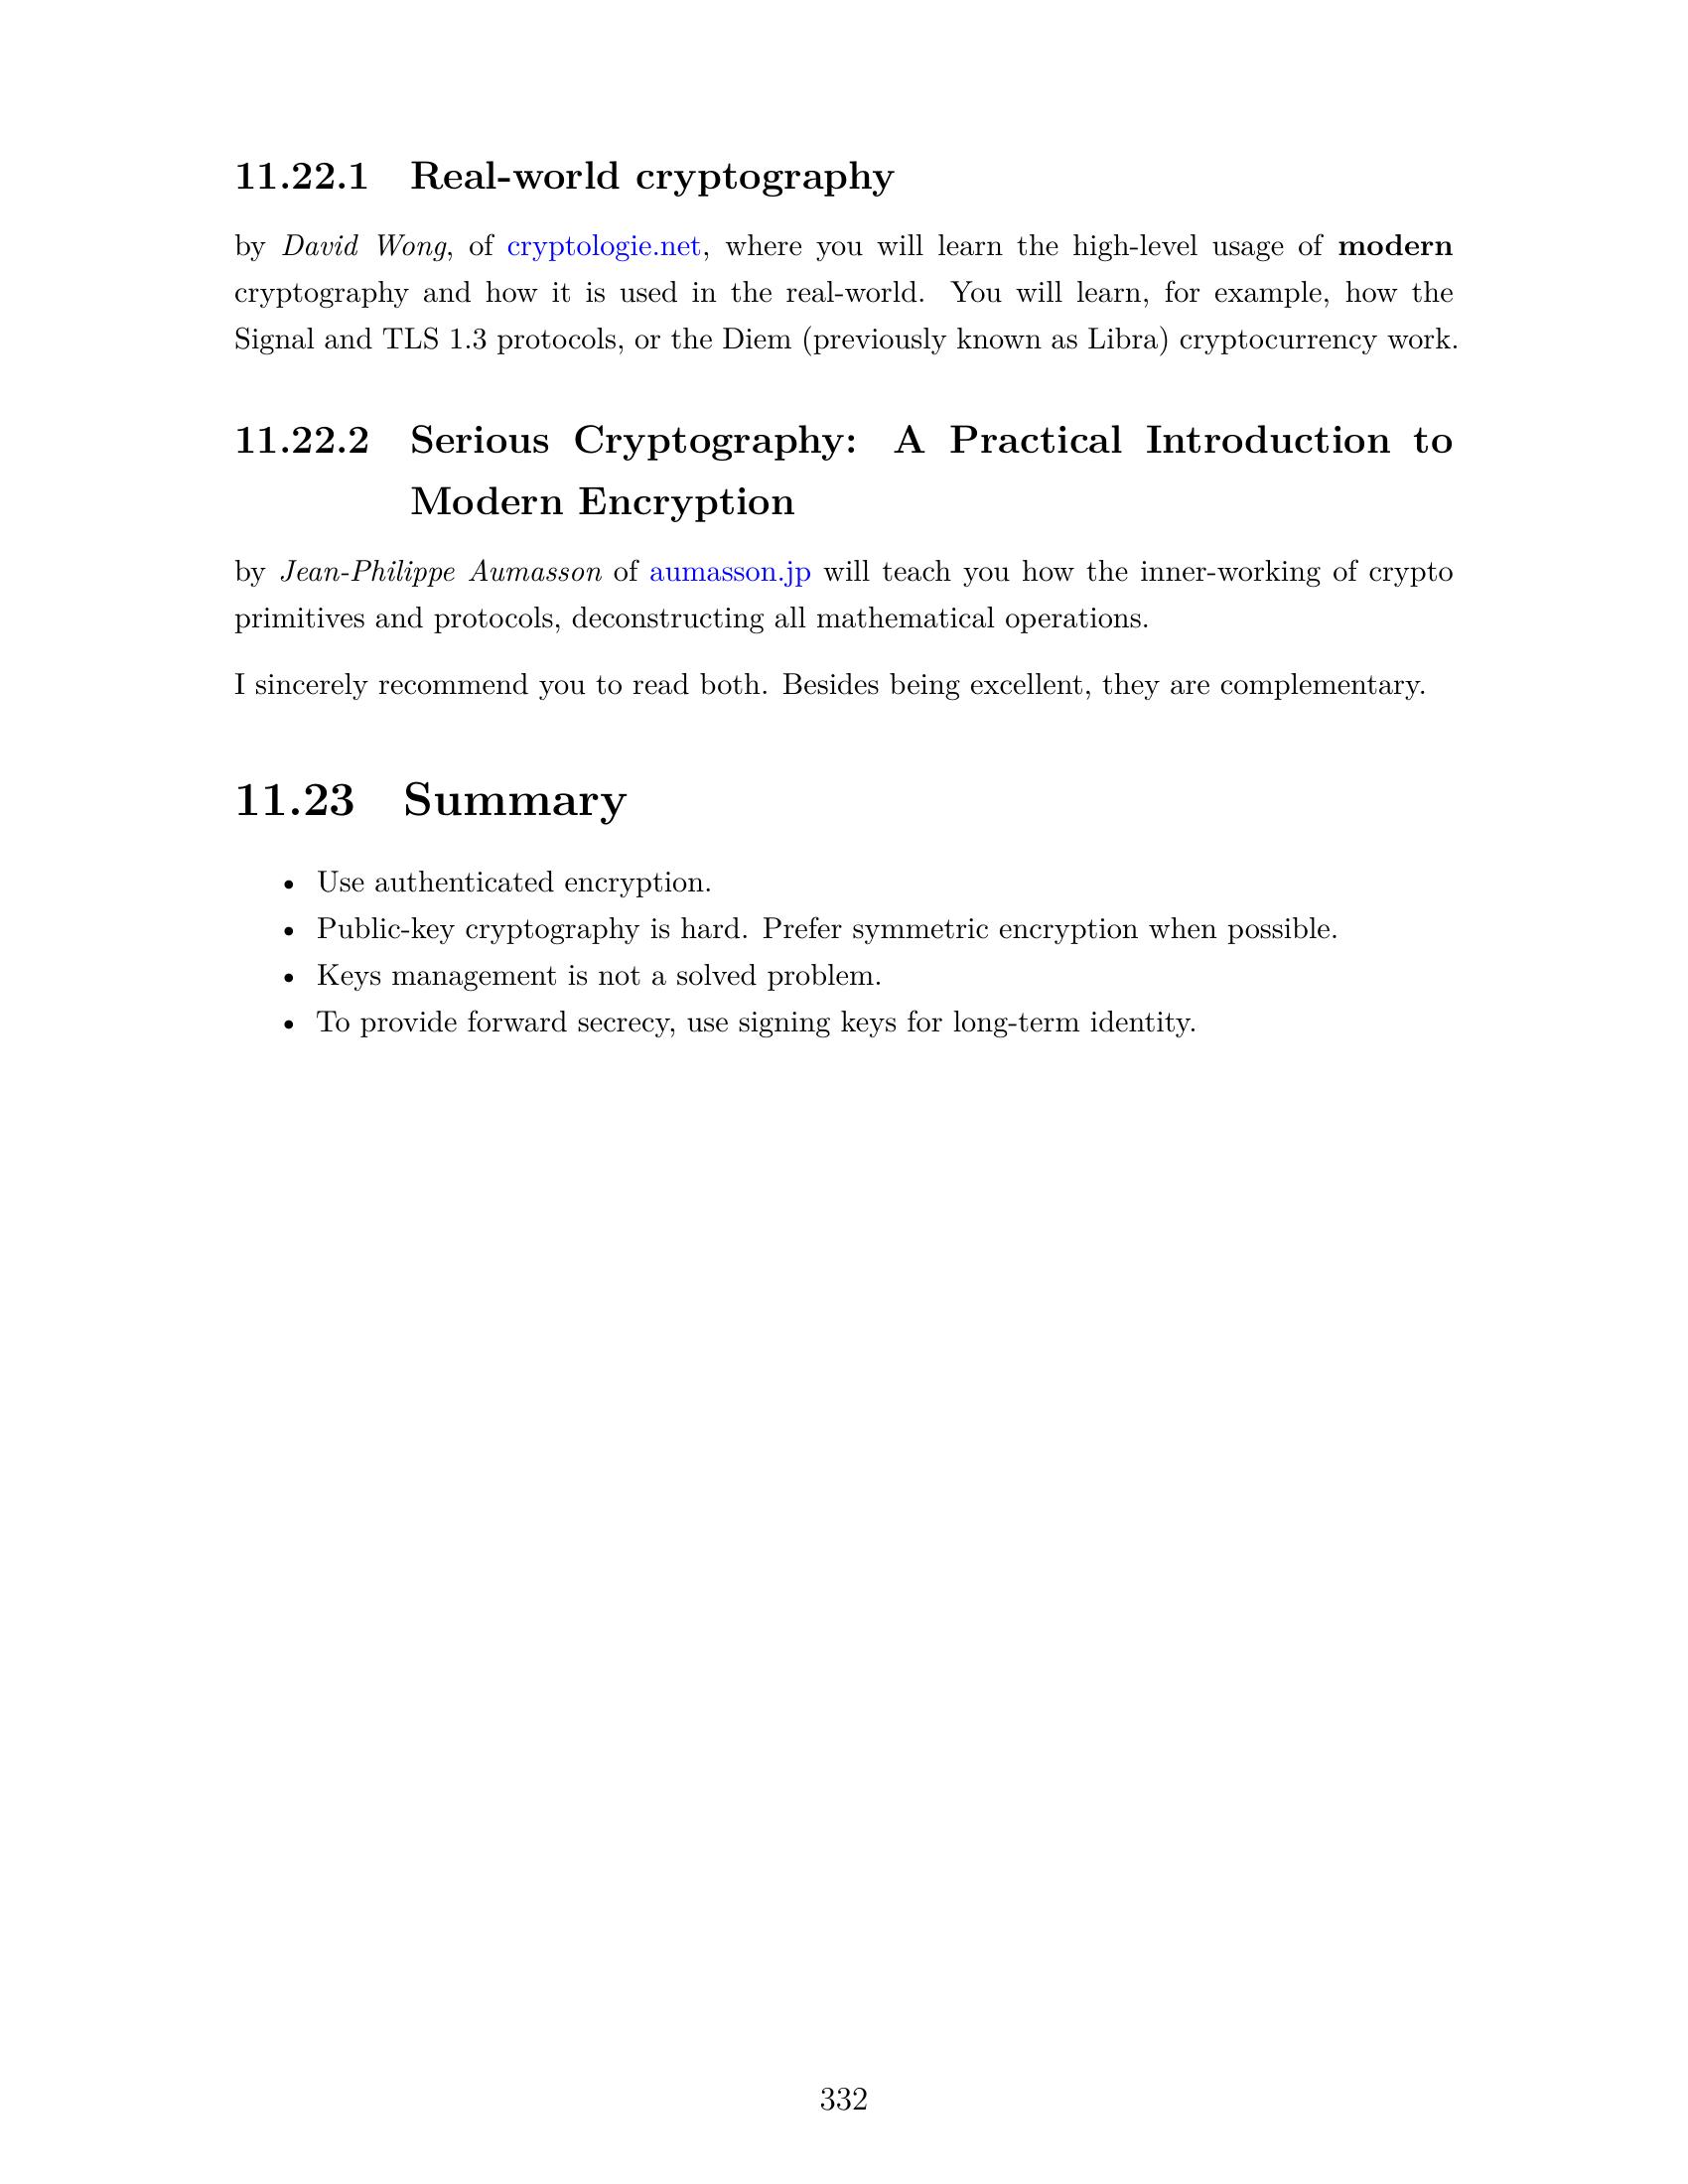 11.22.1 Real-world cryptography
by David Wong, of cryptologie.net, where you will learn the high-level usage of modern
cryptography and how it is used in the real-world. You will learn, for example, how the
Signal and TLS 1.3 protocols, or the Diem (previously known as Libra) cryptocurrency work.
11.22.2 Serious Cryptography: A Practical Introduction to
Modern Encryption
by Jean-Philippe Aumasson of aumasson.jp will teach you how the inner-working of crypto
primitives and protocols, deconstructing all mathematical operations.
I sincerely recommend you to read both. Besides being excellent, they are complementary.
11.23 Summary
• Use authenticated encryption.
• Public-key cryptography is hard. Prefer symmetric encryption when possible.
• Keys management is not a solved problem.
• To provide forward secrecy, use signing keys for long-term identity.
332